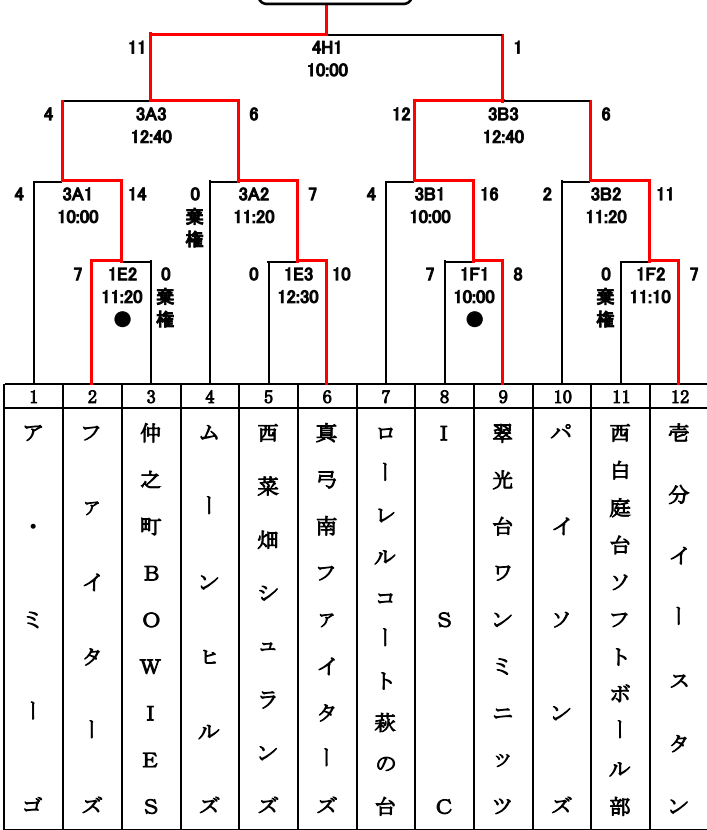 11 4H1 1
10:00
4 3A3 6 12 3B3 6
12:40 12:40
4 3A1 14 0 3A2 7 4 3B1 16 2 3B2 11
10:00 棄権 11:20 10:00 11:20
7 1E2 0 0 1E3 10 7 1F1 8 0 1F2 7
11:20 棄権 12:30 10:00 棄権 11:10
● ●
1 2 3 4 5 6 7 8 9 10 11 12
ア・ミーゴ
ファイターズ
仲之町BOWIES
ムーンヒルズ
西菜畑シュランズ
真弓南ファイターズ
ローレルコート萩の台
ISC
翠光台ワンミニッツ
パイソンズ
西白庭台ソフトボール部
壱分イースタン